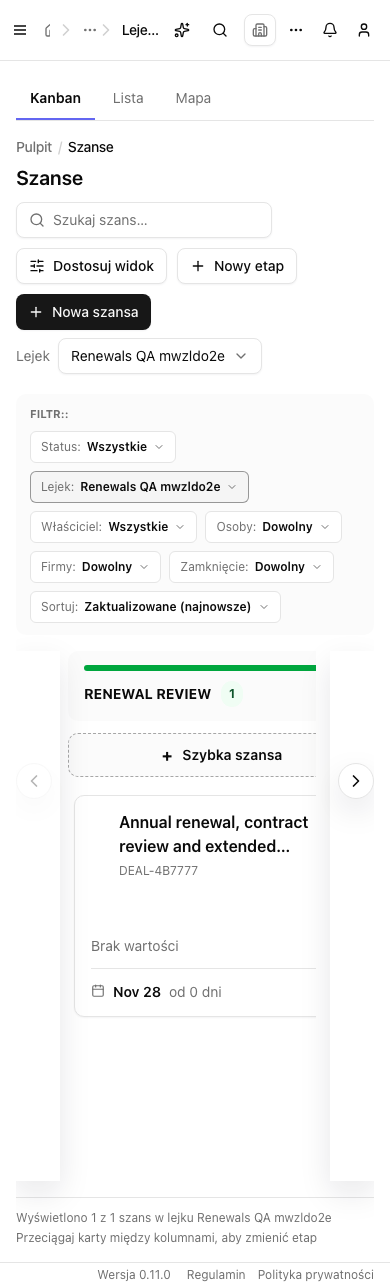 Leje...
Kanban Lista Mapa
Pulpit / Szanse
Szanse
Szukaj szans...
Dostosuj widok
Nowy etap
Nowa szansa
Lejek Renewals QA mwzldo2e
FILTR::
Status: Wszystkie
Lejek: Renewals QA mwzldo2e
Właściciel: Wszystkie Osoby: Dowolny
Firmy: Dowolny Zamknięcie: Dowolny
Sortuj: Zaktualizowane (najnowsze)
RENEWAL REVIEW 1
+ Szybka szansa
Annual renewal, contract
review and extended...
DEAL-4B7777
Brak wartości
Nov 28 od 0 dni
Wyświetlono 1 z 1 szans w lejku Renewals QA mwzldo2e
Przeciągaj karty między kolumnami, aby zmienić etap
Wersja 0.11.0 Regulamin Polityka prywatności